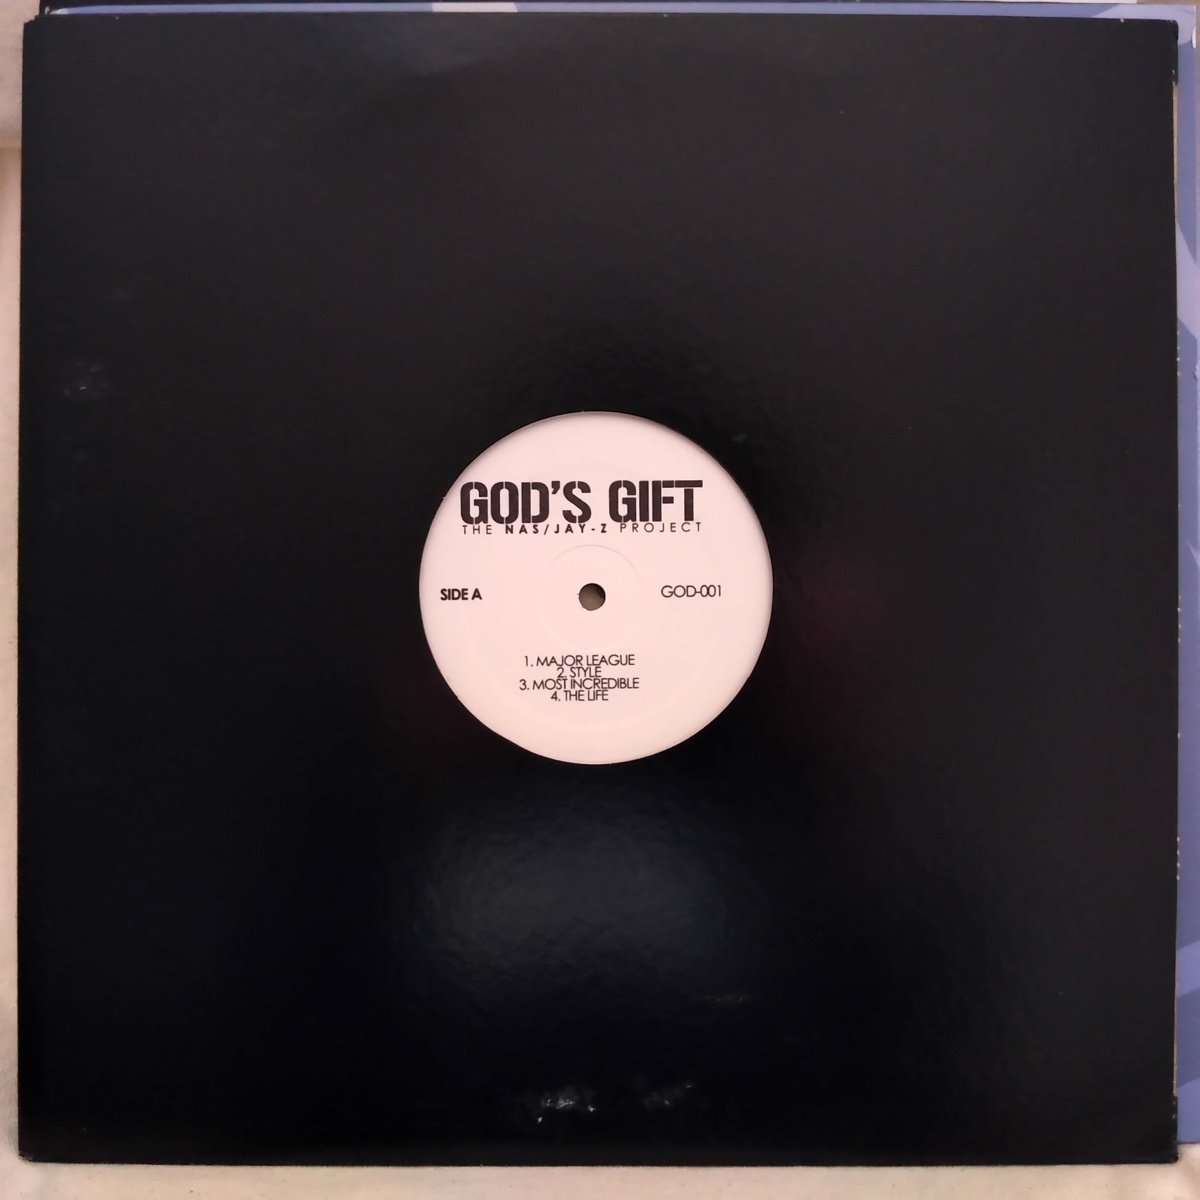 GOD'S GIFT
THE NAS/JAY-Z PROJECT
SIDE A
GOD-001
1. MAJOR LEAGUE
2. STYLE
3. MOST INCREDIBLE
4. THE LIFE